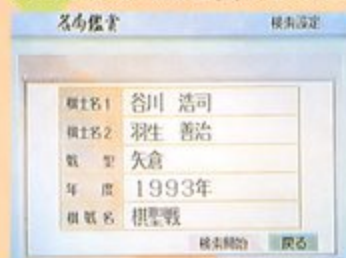 名局鑑賞
検索設定
棋士名1 谷川 浩司
棋士名2 羽生 善治
戦 型 矢倉
年 度 1993年
棋戦名 棋聖戦
検索開始 戻る